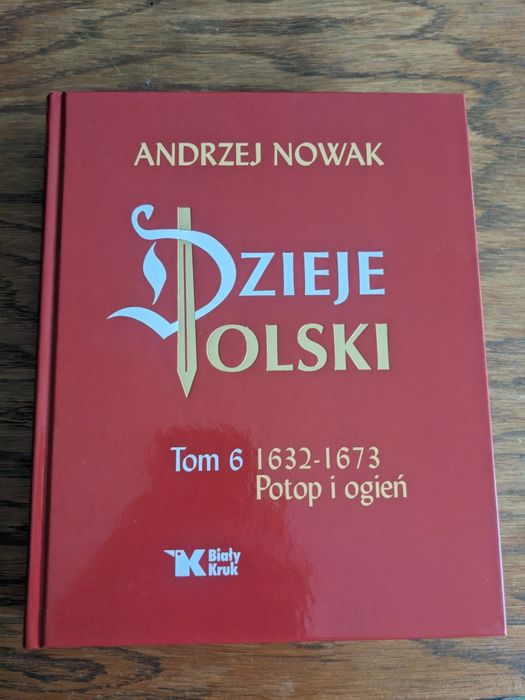 ANDRZEJ NOWAK
DZIEJE
POLSKI
Tom 6 1632-1673
Potop i ogień
Biały
Kruk